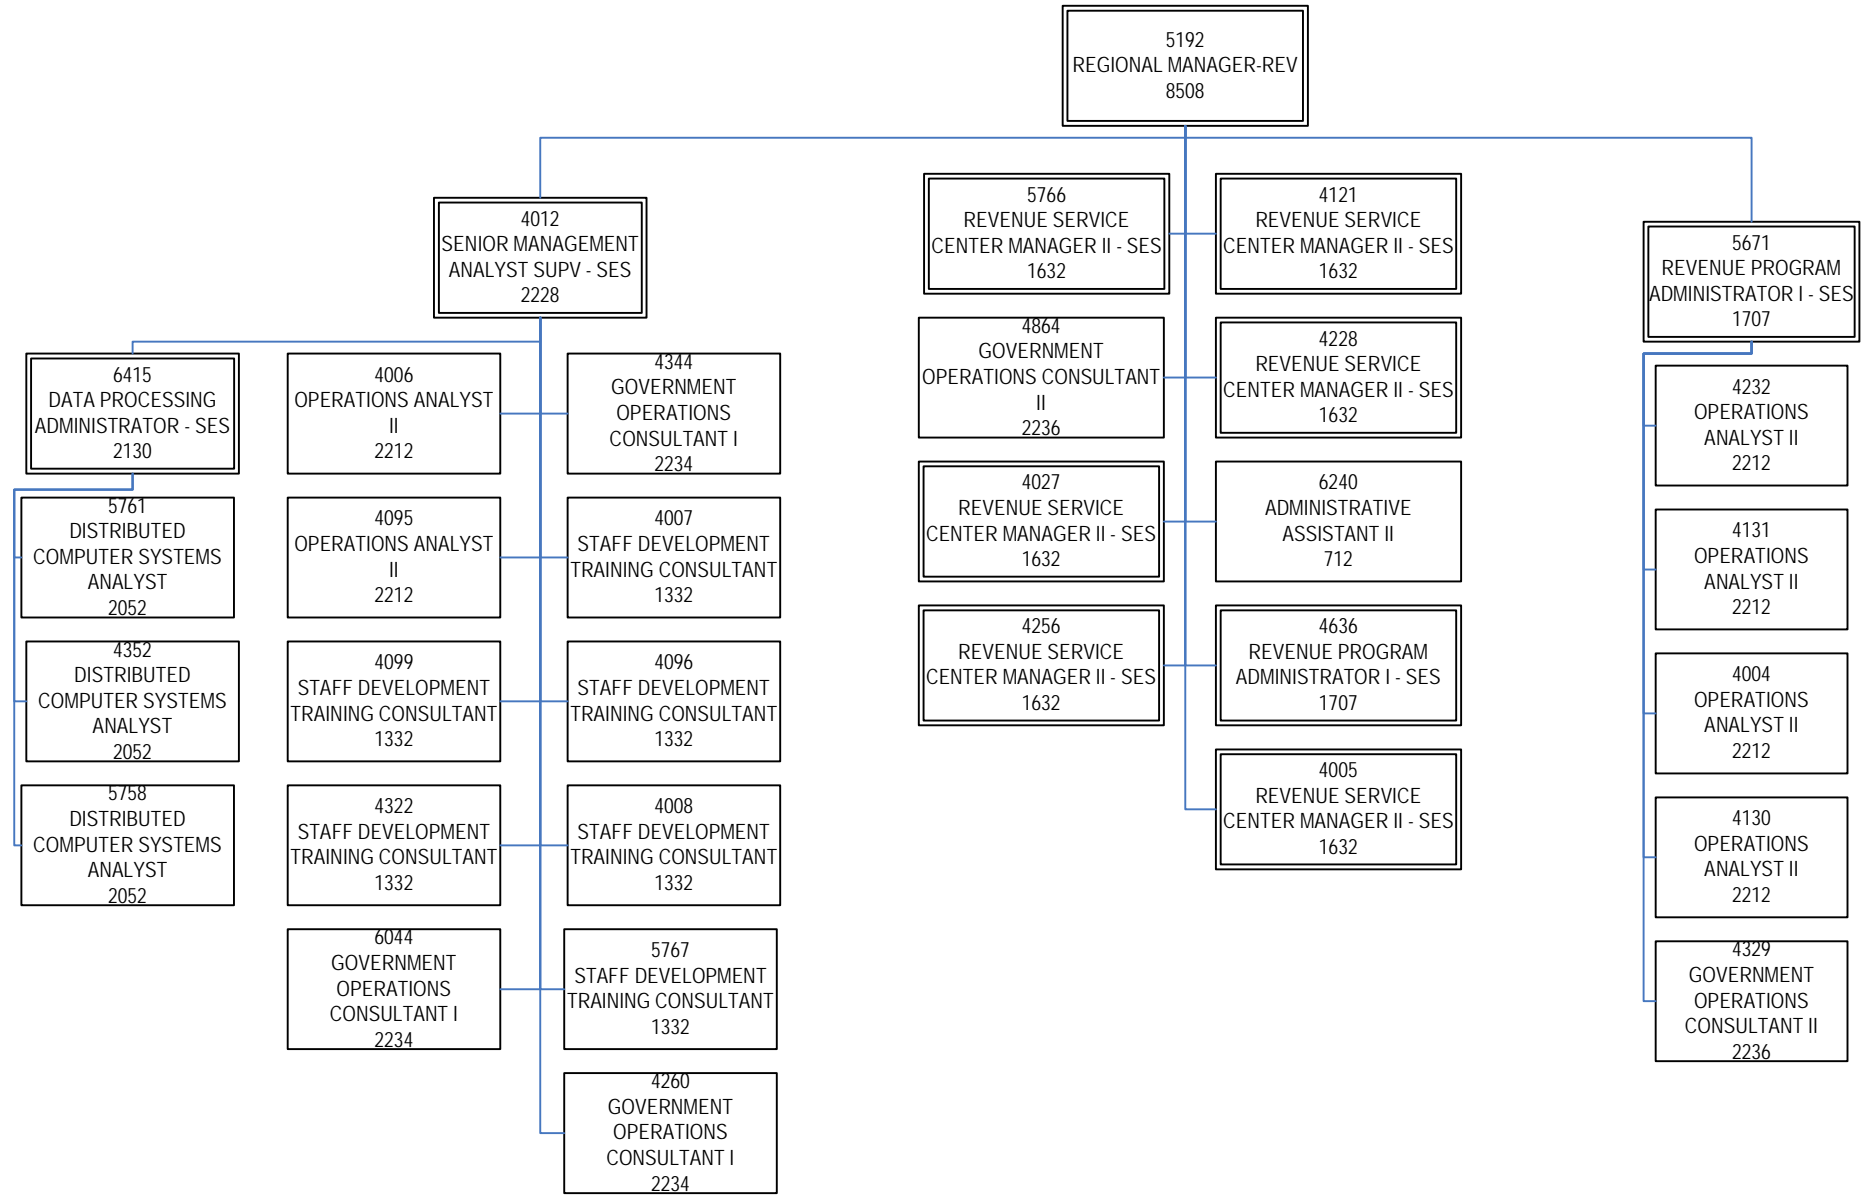 5192
REGIONAL MANAGER-REV
8508
4012
SENIOR MANAGEMENT
ANALYST SUPV - SES
2228
6415
DATA PROCESSING
ADMINISTRATOR - SES
2130
5761
DISTRIBUTED
COMPUTER SYSTEMS
ANALYST
2052
4352
DISTRIBUTED
COMPUTER SYSTEMS
ANALYST
2052
5758
DISTRIBUTED
COMPUTER SYSTEMS
ANALYST
2052
4006
OPERATIONS ANALYST
II
2212
4344
GOVERNMENT
OPERATIONS
CONSULTANT I
2234
4095
OPERATIONS ANALYST
II
2212
4007
STAFF DEVELOPMENT
TRAINING CONSULTANT
1332
4099
STAFF DEVELOPMENT
TRAINING CONSULTANT
1332
4096
STAFF DEVELOPMENT
TRAINING CONSULTANT
1332
4322
STAFF DEVELOPMENT
TRAINING CONSULTANT
1332
4008
STAFF DEVELOPMENT
TRAINING CONSULTANT
1332
6044
GOVERNMENT
OPERATIONS
CONSULTANT I
2234
5767
STAFF DEVELOPMENT
TRAINING CONSULTANT
1332
4260
GOVERNMENT
OPERATIONS
CONSULTANT I
2234
5766
REVENUE SERVICE
CENTER MANAGER II - SES
1632
4121
REVENUE SERVICE
CENTER MANAGER II - SES
1632
4864
GOVERNMENT
OPERATIONS CONSULTANT
II
2236
4228
REVENUE SERVICE
CENTER MANAGER II - SES
1632
4027
REVENUE SERVICE
CENTER MANAGER II - SES
1632
6240
ADMINISTRATIVE
ASSISTANT II
712
4256
REVENUE SERVICE
CENTER MANAGER II - SES
1632
4636
REVENUE PROGRAM
ADMINISTRATOR I - SES
1707
4005
REVENUE SERVICE
CENTER MANAGER II - SES
1632
5671
REVENUE PROGRAM
ADMINISTRATOR I - SES
1707
4232
OPERATIONS
ANALYST II
2212
4131
OPERATIONS
ANALYST II
2212
4004
OPERATIONS
ANALYST II
2212
4130
OPERATIONS
ANALYST II
2212
4329
GOVERNMENT
OPERATIONS
CONSULTANT II
2236